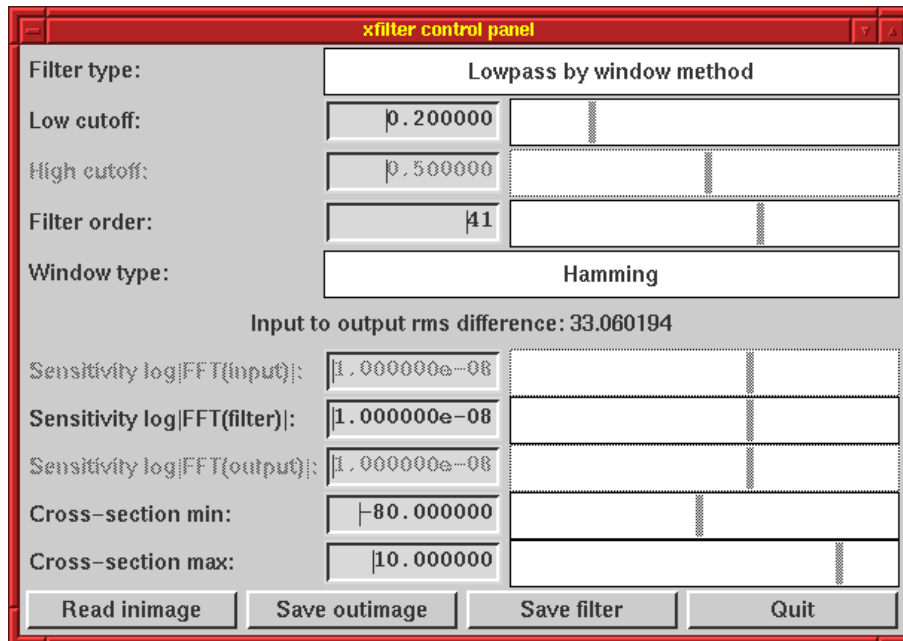 xfilter control panel
Filter type: Lowpass by window method
Low cutoff: 0.200000
High cutoff: 0.500000
Filter order: 41
Window type: Hamming
Input to output rms difference: 33.060194
Sensitivity log|FFT(input)|: 1.000000e-08
Sensitivity log|FFT(filter)|: 1.000000e-08
Sensitivity log|FFT(output)|: 1.000000e-08
Cross-section min: -80.000000
Cross-section max: 10.000000
Read inimage Save outimage Save filter Quit